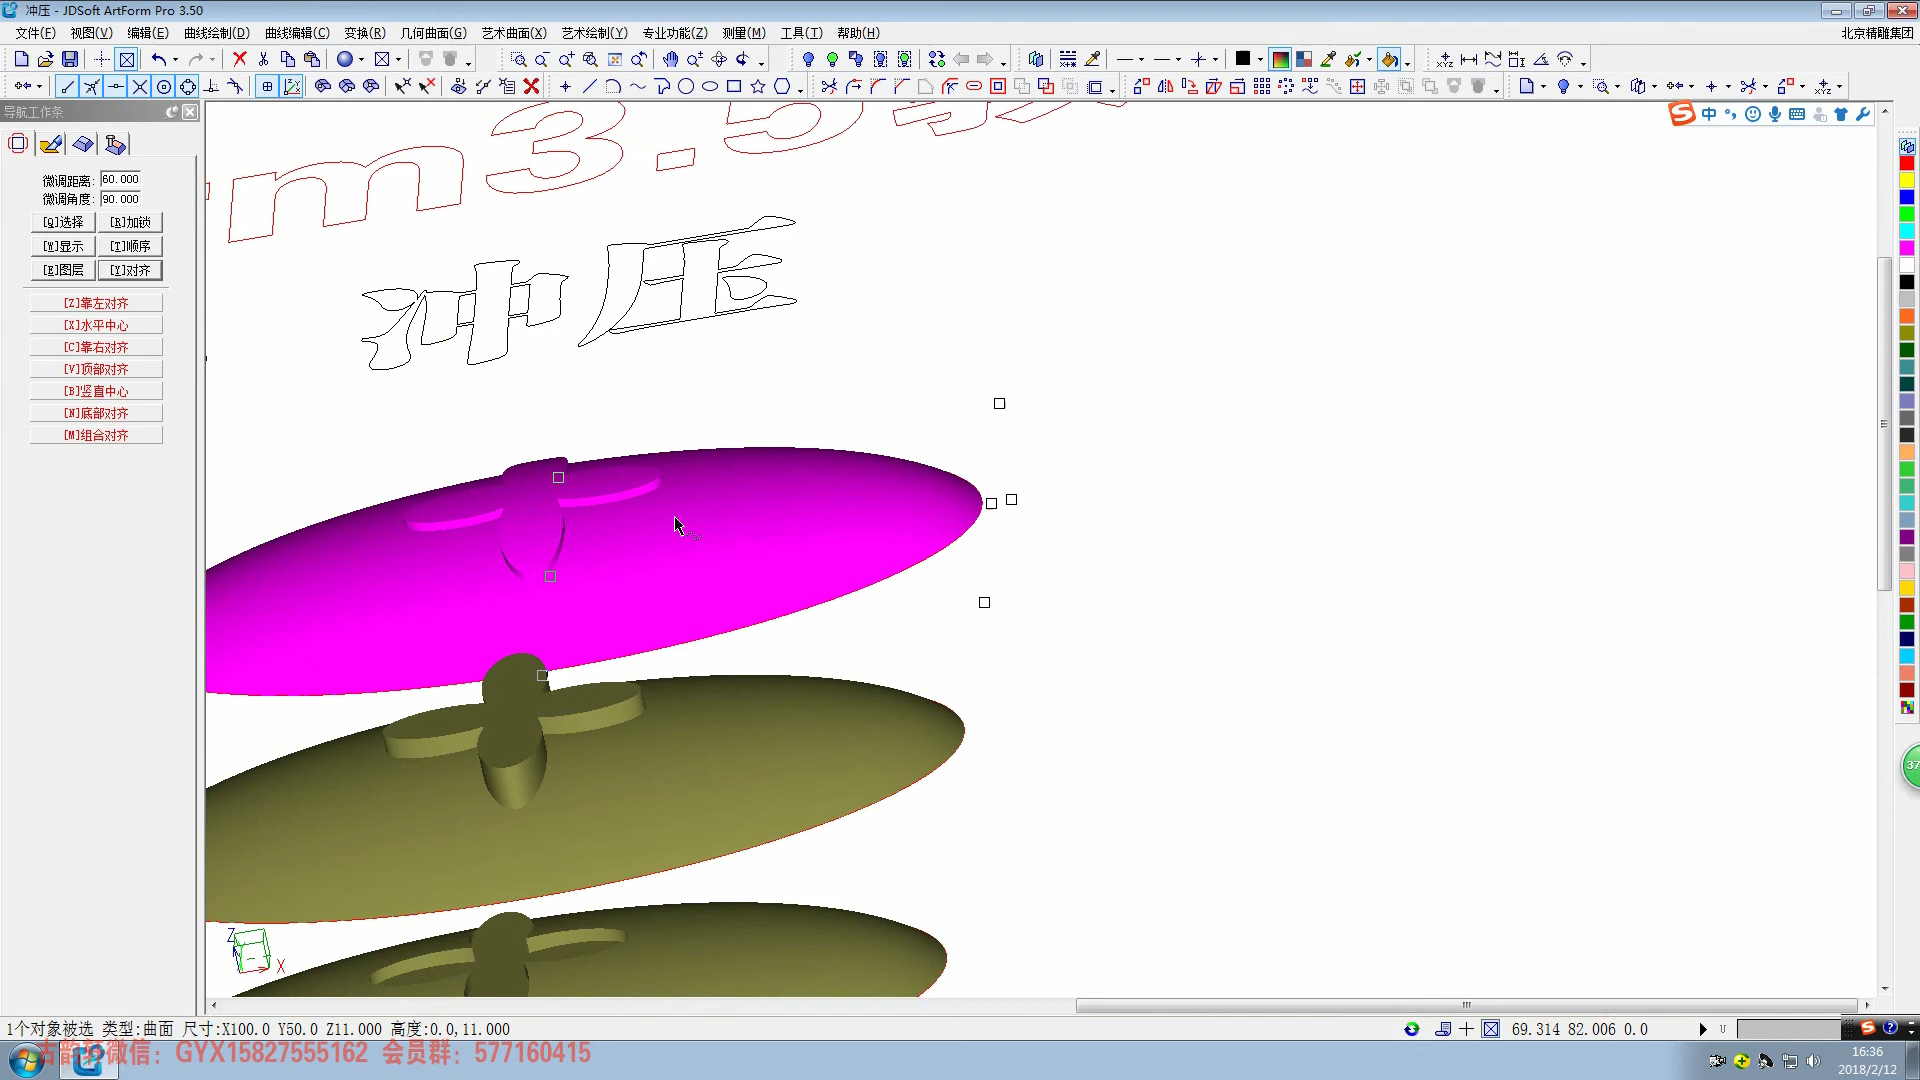 冲压 - JDSoft ArtForm Pro 3.50
文件(F) 视图(V) 编辑(E) 曲线绘制(D) 曲线编辑(C) 变换(R) 几何曲面(G) 艺术曲面(X) 艺术绘制(Y) 专业功能(Z) 测量(M) 工具(T) 帮助(H) 北京精雕集团
导航工作条
中
微调距离: 60.000
微调角度: 90.000
[Q]选择 [R]加锁
[W]显示 [T]顺序
[E]图层 [Y]对齐
[Z]靠左对齐
[X]水平中心
[C]靠右对齐
[V]顶部对齐
[B]竖直中心
[N]底部对齐
[M]组合对齐
m3.5
冲压
37
Z
X
1个对象被选 类型:曲面 尺寸:X100.0 Y50.0 Z11.000 高度:0.0,11.000
69.314 82.006 0.0
微信：GYX15827555162 会员群：577160415
16:36
2018/2/12